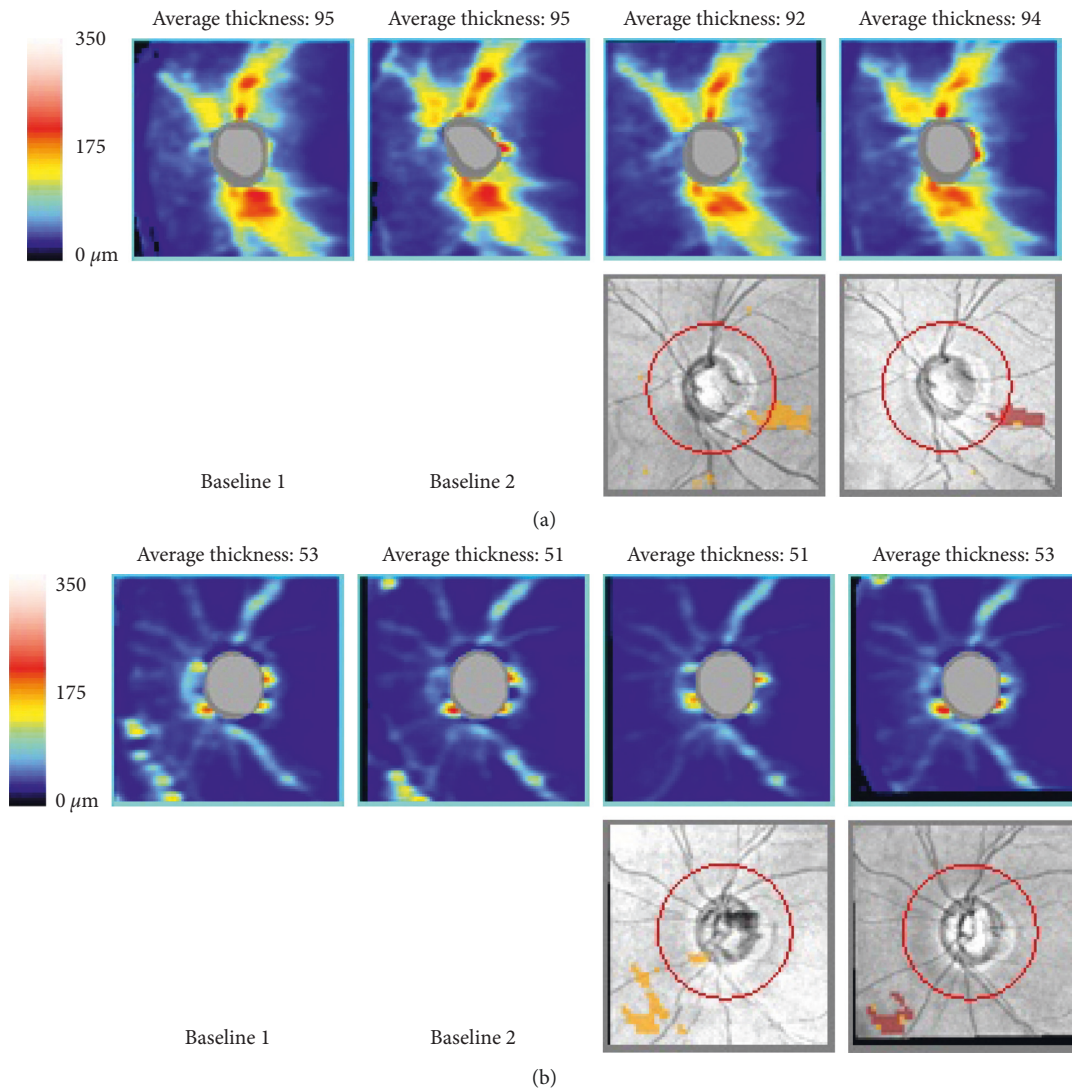 Average thickness: 95
Average thickness: 95
Average thickness: 92
Average thickness: 94
350
175
0 μm
Baseline 1
Baseline 2
(a)
Average thickness: 53
Average thickness: 51
Average thickness: 51
Average thickness: 53
350
175
0 μm
Baseline 1
Baseline 2
(b)